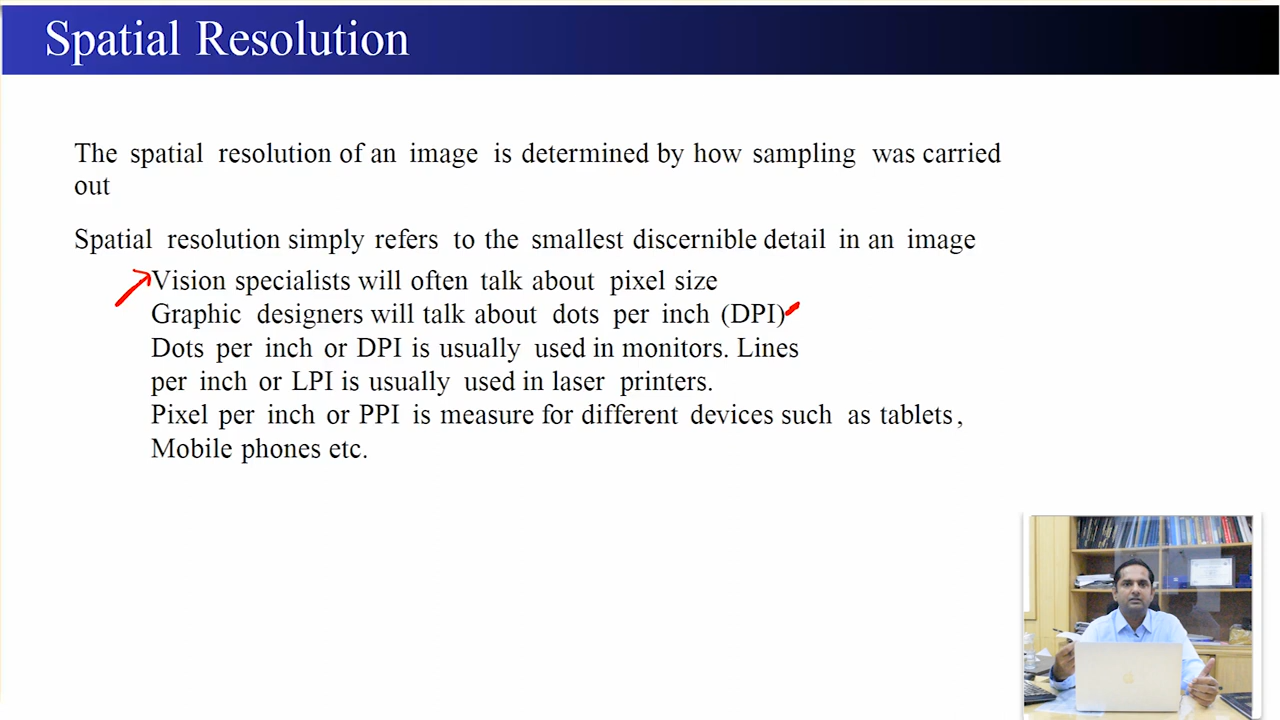 Spatial Resolution
The spatial resolution of an image is determined by how sampling was carried
out
Spatial resolution simply refers to the smallest discernible detail in an image
Vision specialists will often talk about pixel size
Graphic designers will talk about dots per inch (DPI)
Dots per inch or DPI is usually used in monitors. Lines
per inch or LPI is usually used in laser printers.
Pixel per inch or PPI is measure for different devices such as tablets,
Mobile phones etc.